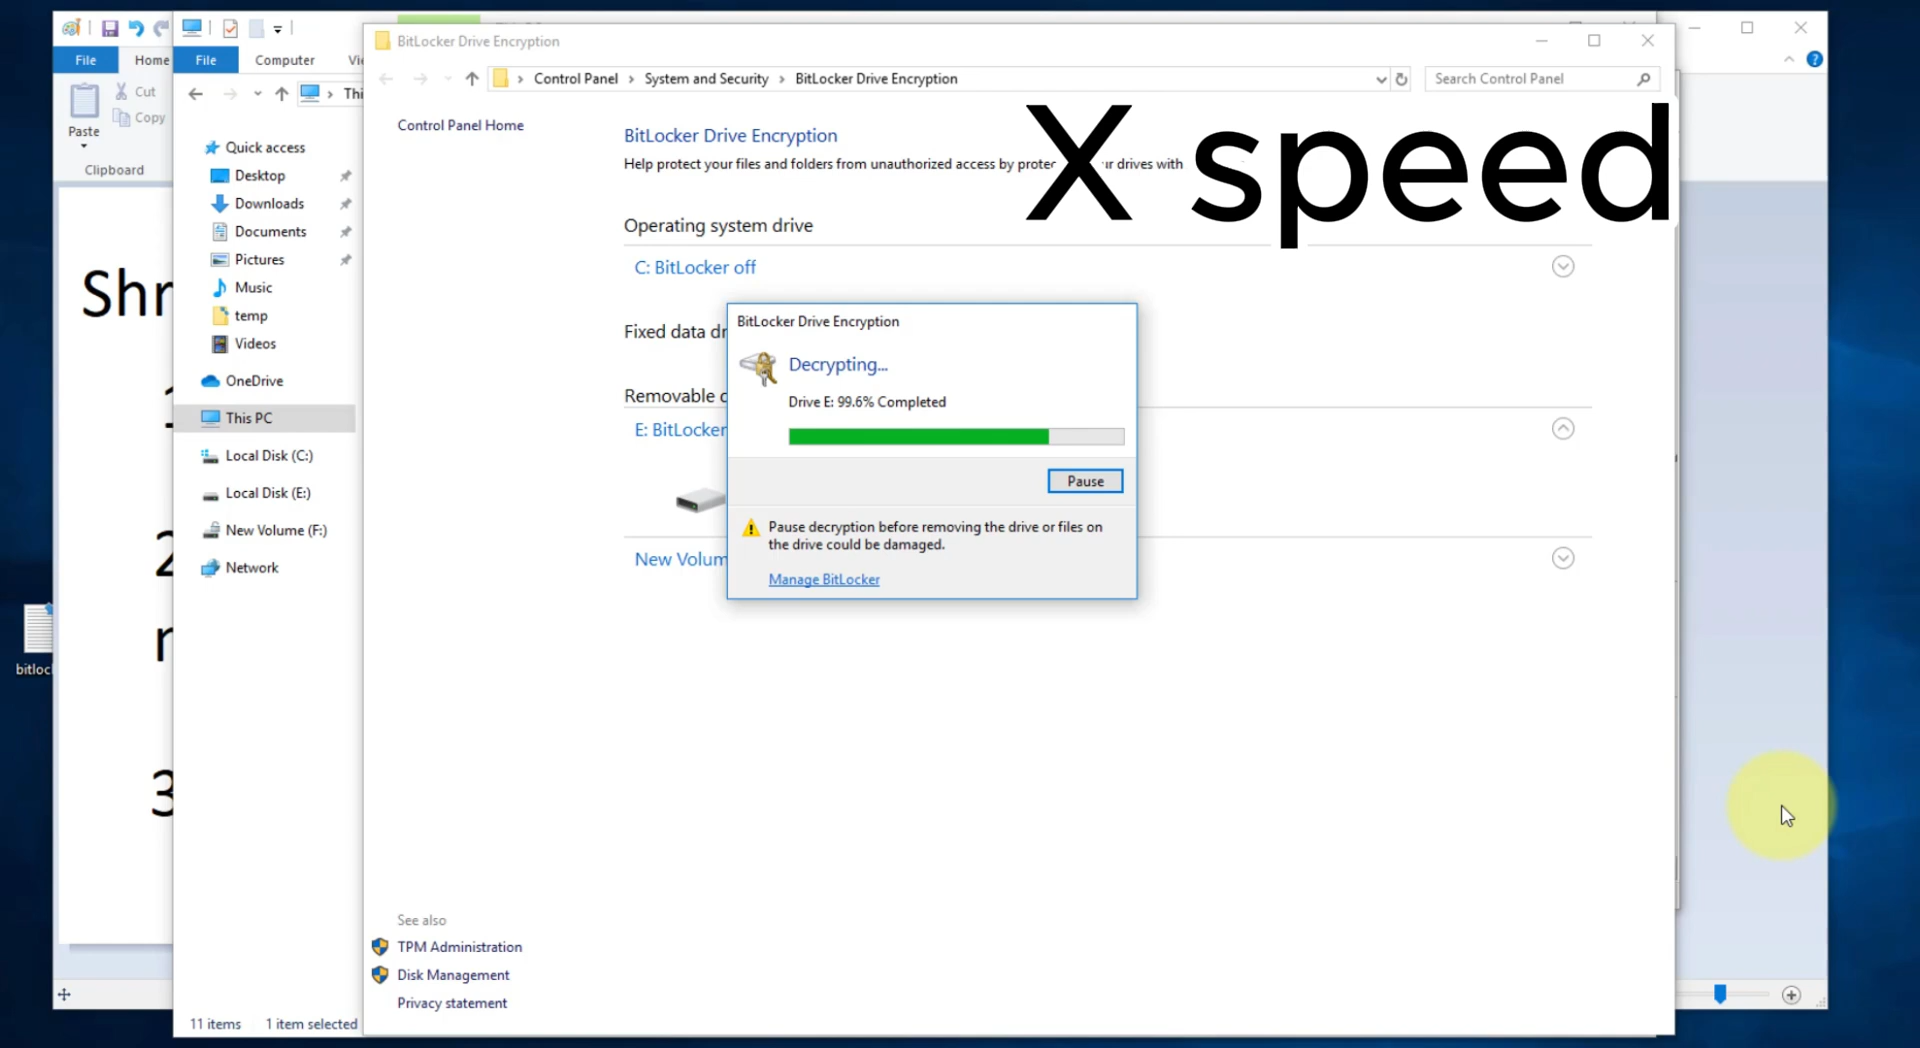 File
Home
Cut
Copy
Paste
Clipboard
Shr
1
2
3
File
Computer
Quick access
Desktop
Downloads
Documents
Pictures
Music
temp
Videos
OneDrive
This PC
Local Disk (C:)
Local Disk (E:)
New Volume (F:)
Network
11 items 1 item selected
BitLocker Drive Encryption
Control Panel › System and Security › BitLocker Drive Encryption
Search Control Panel
X speed
Control Panel Home
BitLocker Drive Encryption
Help protect your files and folders from unauthorized access by protec ur drives with
Operating system drive
C: BitLocker off
Fixed data dr
Removable d
E: BitLocker
New Volum
BitLocker Drive Encryption
Decrypting...
Drive E: 99.6% Completed
Pause
Pause decryption before removing the drive or files on
the drive could be damaged.
Manage BitLocker
See also
TPM Administration
Disk Management
Privacy statement
bitlock